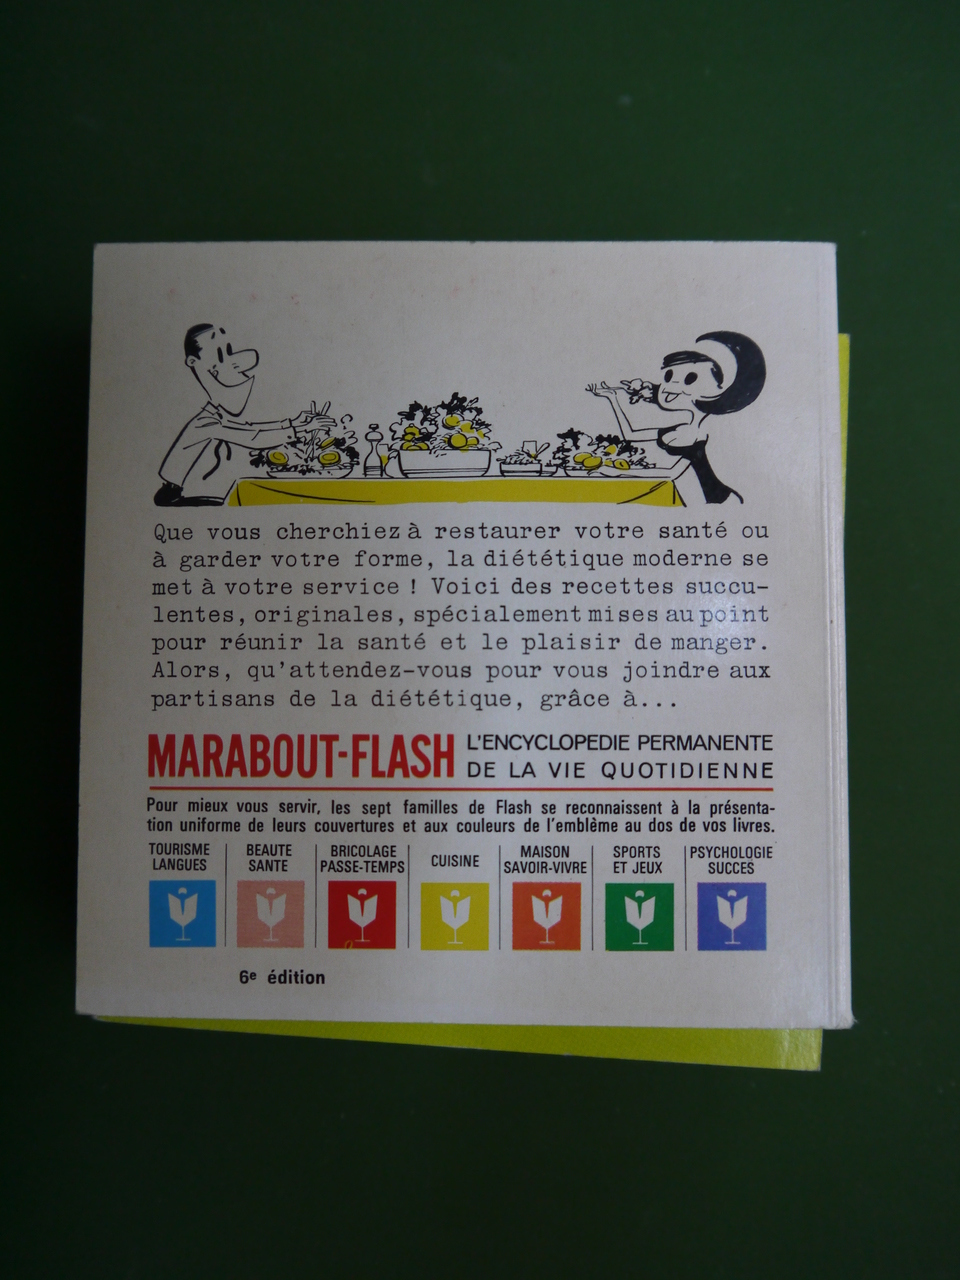 Que vous cherchiez à restaurer votre santé ou
à garder votre forme, la diététique moderne se
met à votre service ! Voici des recettes succu-
lentes, originales, spécialement mises au point
pour réunir la santé et le plaisir de manger.
Alors, qu'attendez-vous pour vous joindre aux
partisans de la diététique, grâce à...
MARABOUT-FLASH
L'ENCYCLOPEDIE PERMANENTE
DE LA VIE QUOTIDIENNE
Pour mieux vous servir, les sept familles de Flash se reconnaissent à la présenta-
tion uniforme de leurs couvertures et aux couleurs de l'emblème au dos de vos livres.
TOURISME
LANGUES
BEAUTE
SANTE
BRICOLAGE
PASSE-TEMPS
CUISINE
MAISON
SAVOIR-VIVRE
SPORTS
ET JEUX
PSYCHOLOGIE
SUCCES
6e édition